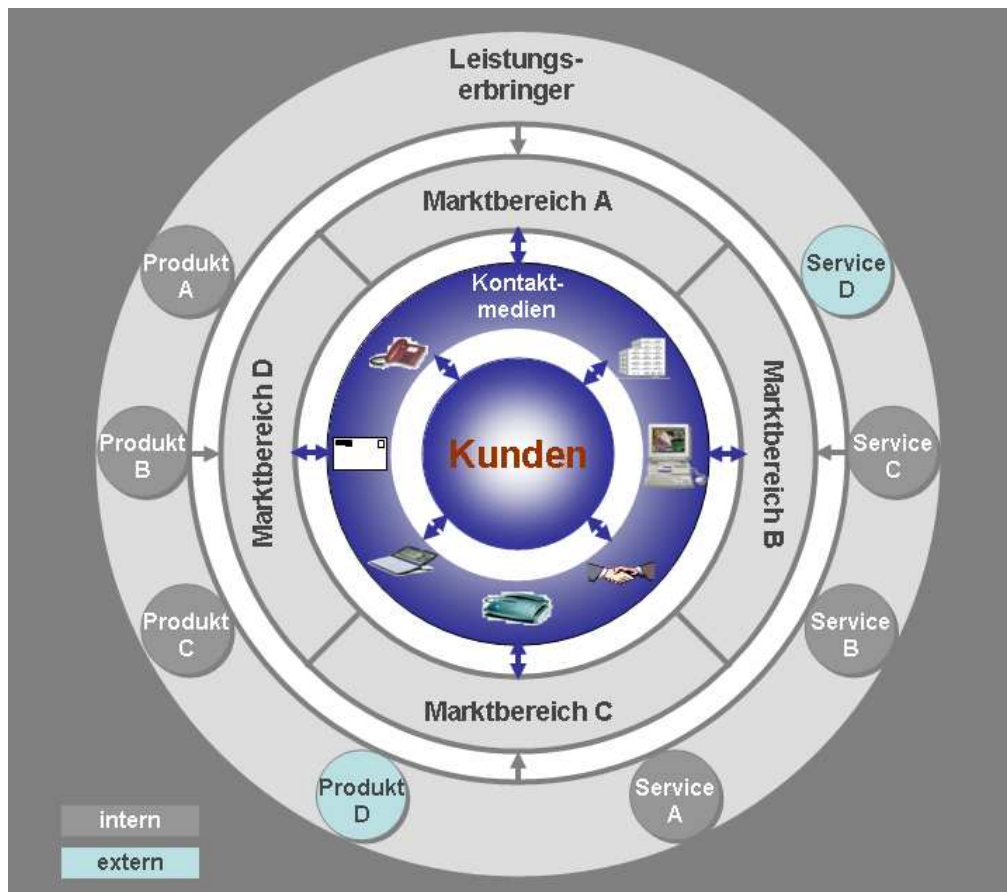 Leistungs-
erbringer
Marktbereich A
Produkt
A
Service
D
Kontakt-
medien
Marktbereich D
Marktbereich B
Produkt
B
Kunden
Service
C
Produkt
C
Service
B
Marktbereich C
Produkt
D
Service
A
intern
extern